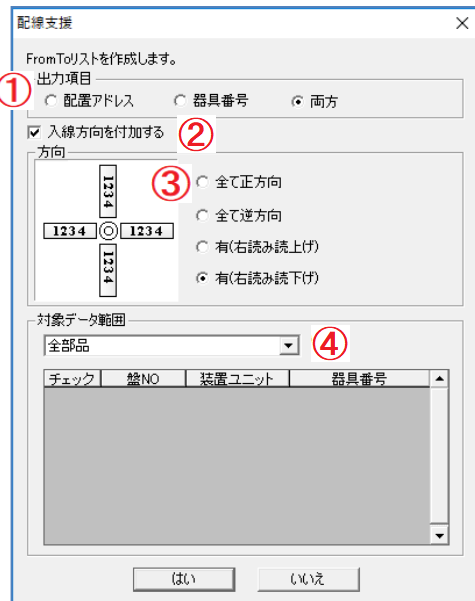 配線支援
FromToリストを作成します。
出力項目
① 配置アドレス 器具番号 両方
入線方向を付加する ②
方向
1234
1234 1234
1234
③ 全て正方向
全て逆方向
有(右読み読上げ)
有(右読み読下げ)
対象データ範囲
全部品 ④
チェック 盤NO 装置ユニット 器具番号
はい いいえ